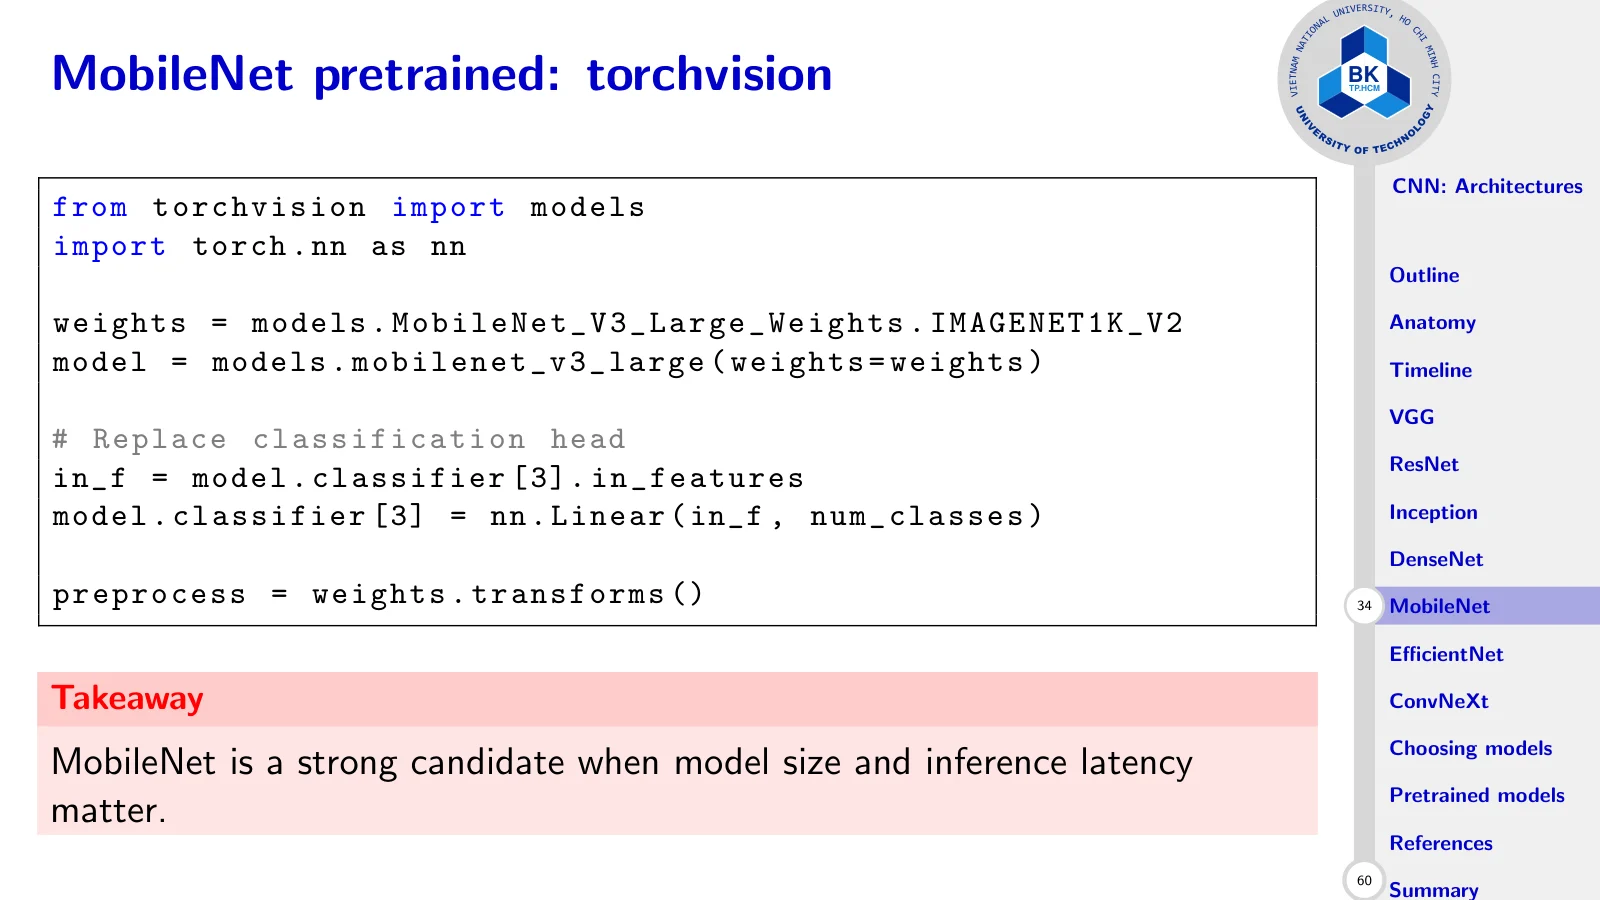 MobileNet pretrained: torchvision
from torchvision import models
import torch.nn as nn
weights = models.MobileNet_V3_Large_Weights.IMAGENET1K_V2
model = models.mobilenet_v3_large(weights=weights)
# Replace classification head
in_f = model.classifier[3].in_features
model.classifier[3] = nn.Linear(in_f, num_classes)
preprocess = weights.transforms()
Takeaway
MobileNet is a strong candidate when model size and inference latency
matter.
VIETNAM NATIONAL UNIVERSITY, HO CHI MINH CITY
BK
TP.HCM
UNIVERSITY OF TECHNOLOGY
CNN: Architectures
Outline
Anatomy
Timeline
VGG
ResNet
Inception
DenseNet
34 MobileNet
EfficientNet
ConvNeXt
Choosing models
Pretrained models
References
60 Summary